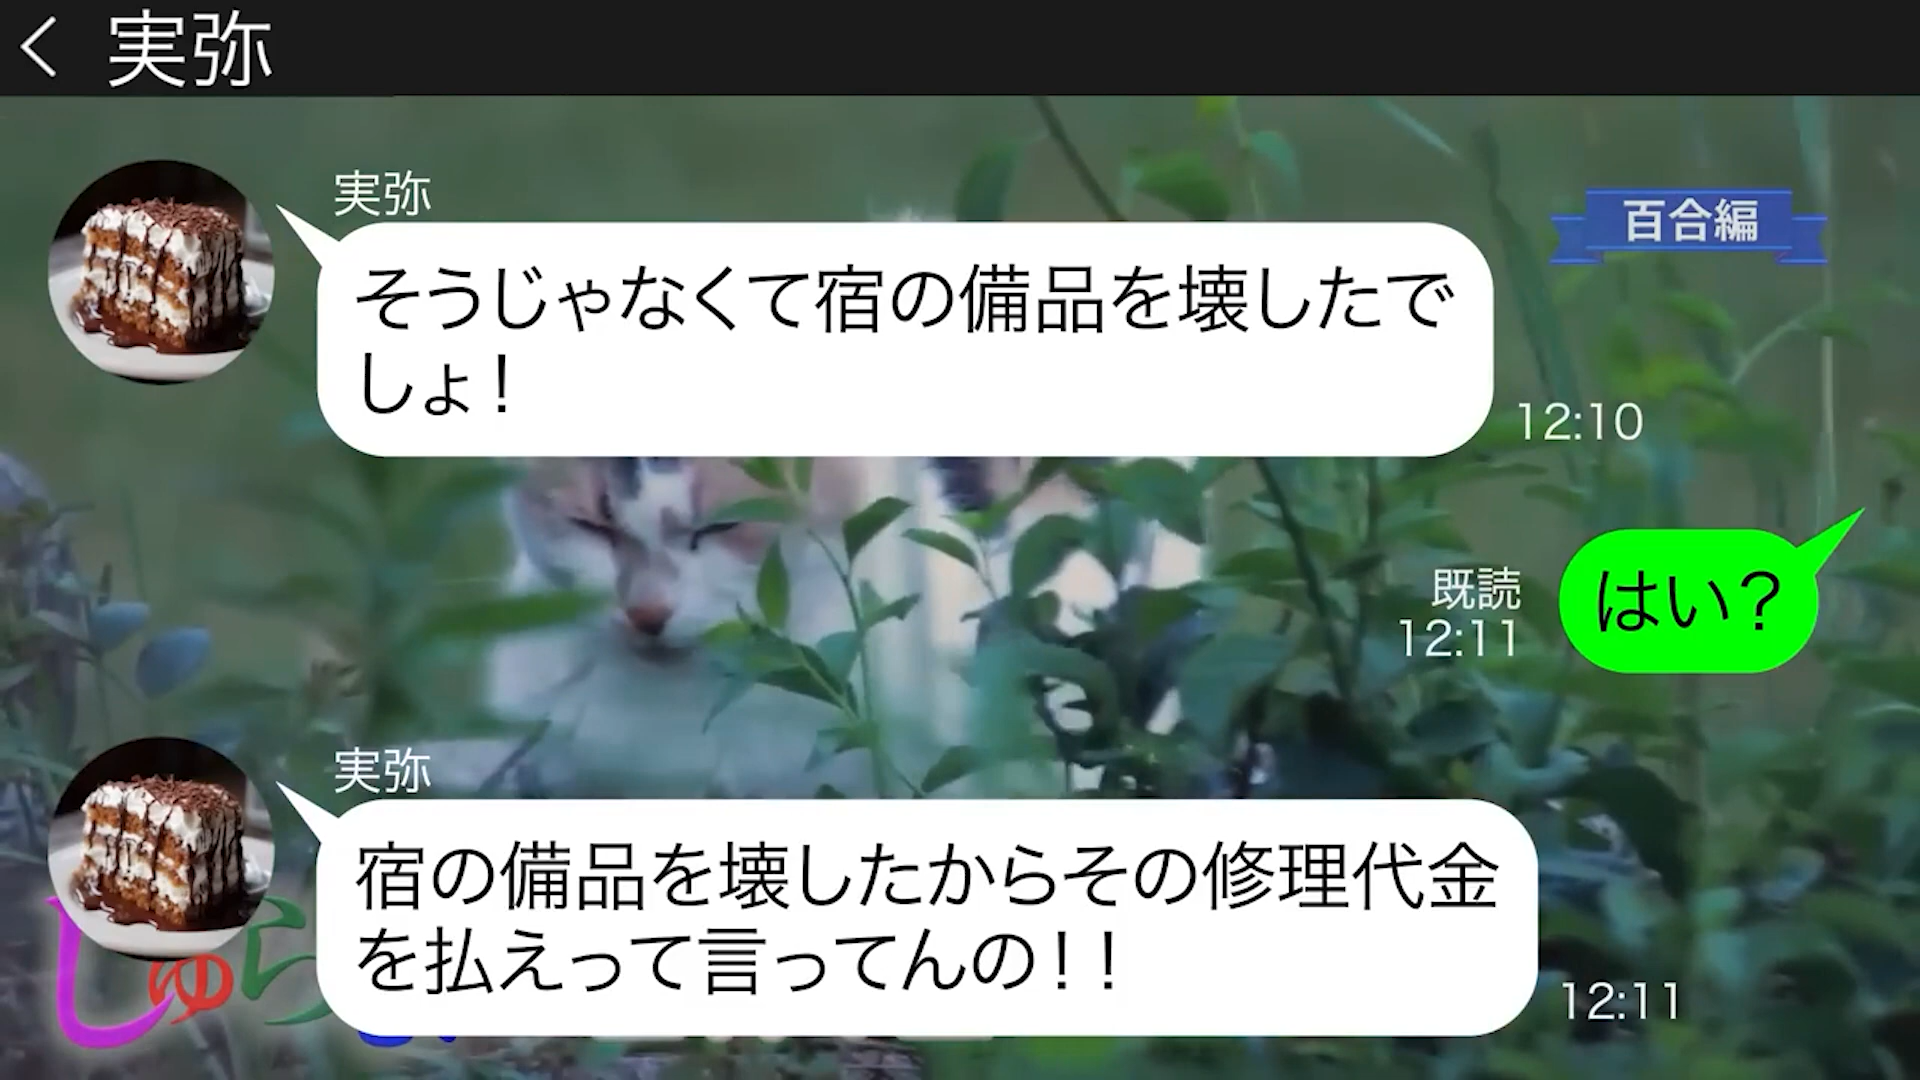 実弥
実弥
百合編
そうじゃなくて宿の備品を壊したで
しょ！
12:10
既読
12:11
はい？
実弥
宿の備品を壊したからその修理代金
を払えって言ってんの！！
12:11
しゅら